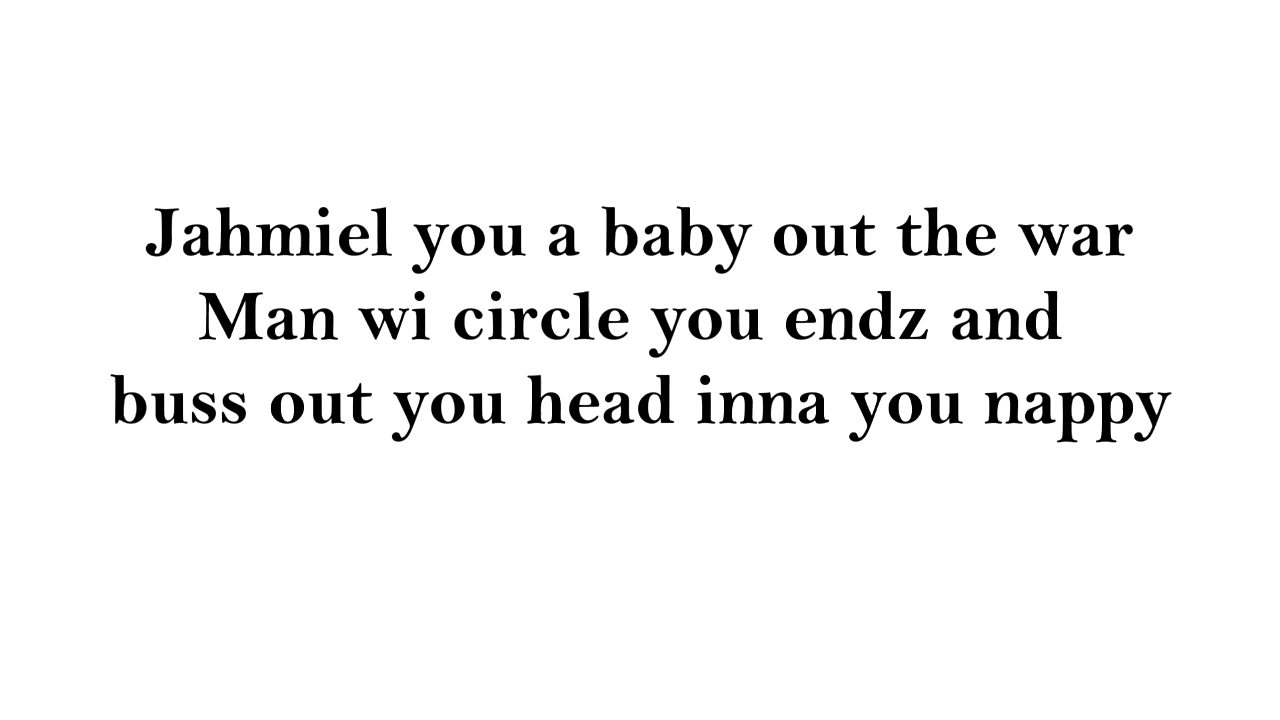 Jahmiel you a baby out the war
Man wi circle you endz and
buss out you head inna you nappy